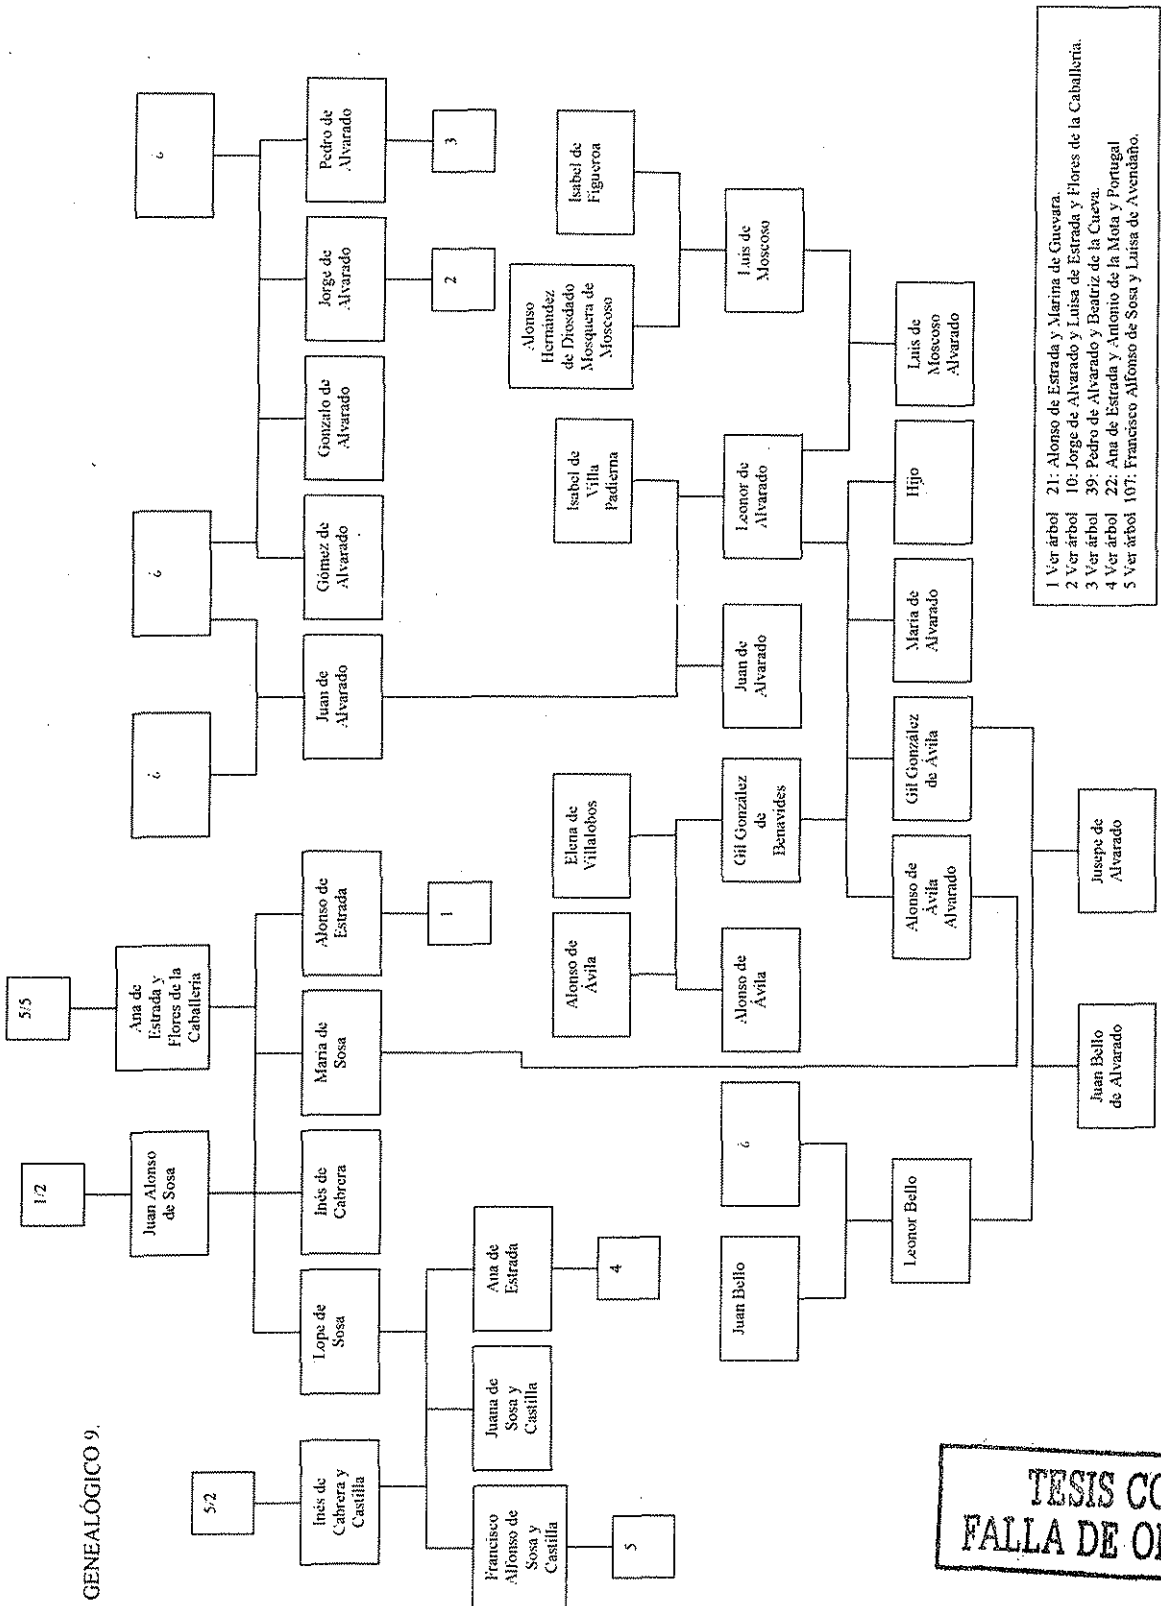 GENEALÓGICO 9.
5/5
1/2
5/2
Ana de
Estrada y
Flores de la
Caballería
Juan Alonso
de Sosa
¿
¿
¿
Inés de
Cabrera y
Castilla
Lope de
Sosa
Inés de
Cabrera
María de
Sosa
Alonso de
Estrada
Juan de
Alvarado
Gómez de
Alvarado
Gonzalo de
Alvarado
Jorge de
Alvarado
Pedro de
Alvarado
1
2
3
Francisco
Alfonso de
Sosa y
Castilla
Juana de
Sosa y
Castilla
Ana de
Estrada
5
4
Alonso de
Ávila
Elena de
Villalobos
Isabel de
Villa
Padierna
Alonso
Hernández
de Diosdado
Mosquera de
Moscoso
Isabel de
Figueroa
Juan Bello
¿
Alonso de
Ávila
Gil González
de
Benavides
Juan de
Alvarado
Leonor de
Alvarado
Luis de
Moscoso
Leonor Bello
Alonso de
Ávila
Alvarado
Gil González
de Ávila
María de
Alvarado
Hijo
Luis de
Moscoso
Alvarado
Juan Bello
de Alvarado
Jusepe de
Alvarado
1 Ver árbol 21: Alonso de Estrada y Marina de Guevara.
2 Ver árbol 10: Jorge de Alvarado y Luisa de Estrada y Flores de la Caballería.
3 Ver árbol 39: Pedro de Alvarado y Beatriz de la Cueva.
4 Ver árbol 22: Ana de Estrada y Antonio de la Mota y Portugal
5 Ver árbol 107: Francisco Alfonso de Sosa y Luisa de Avendaño.
TESIS CO
FALLA DE O